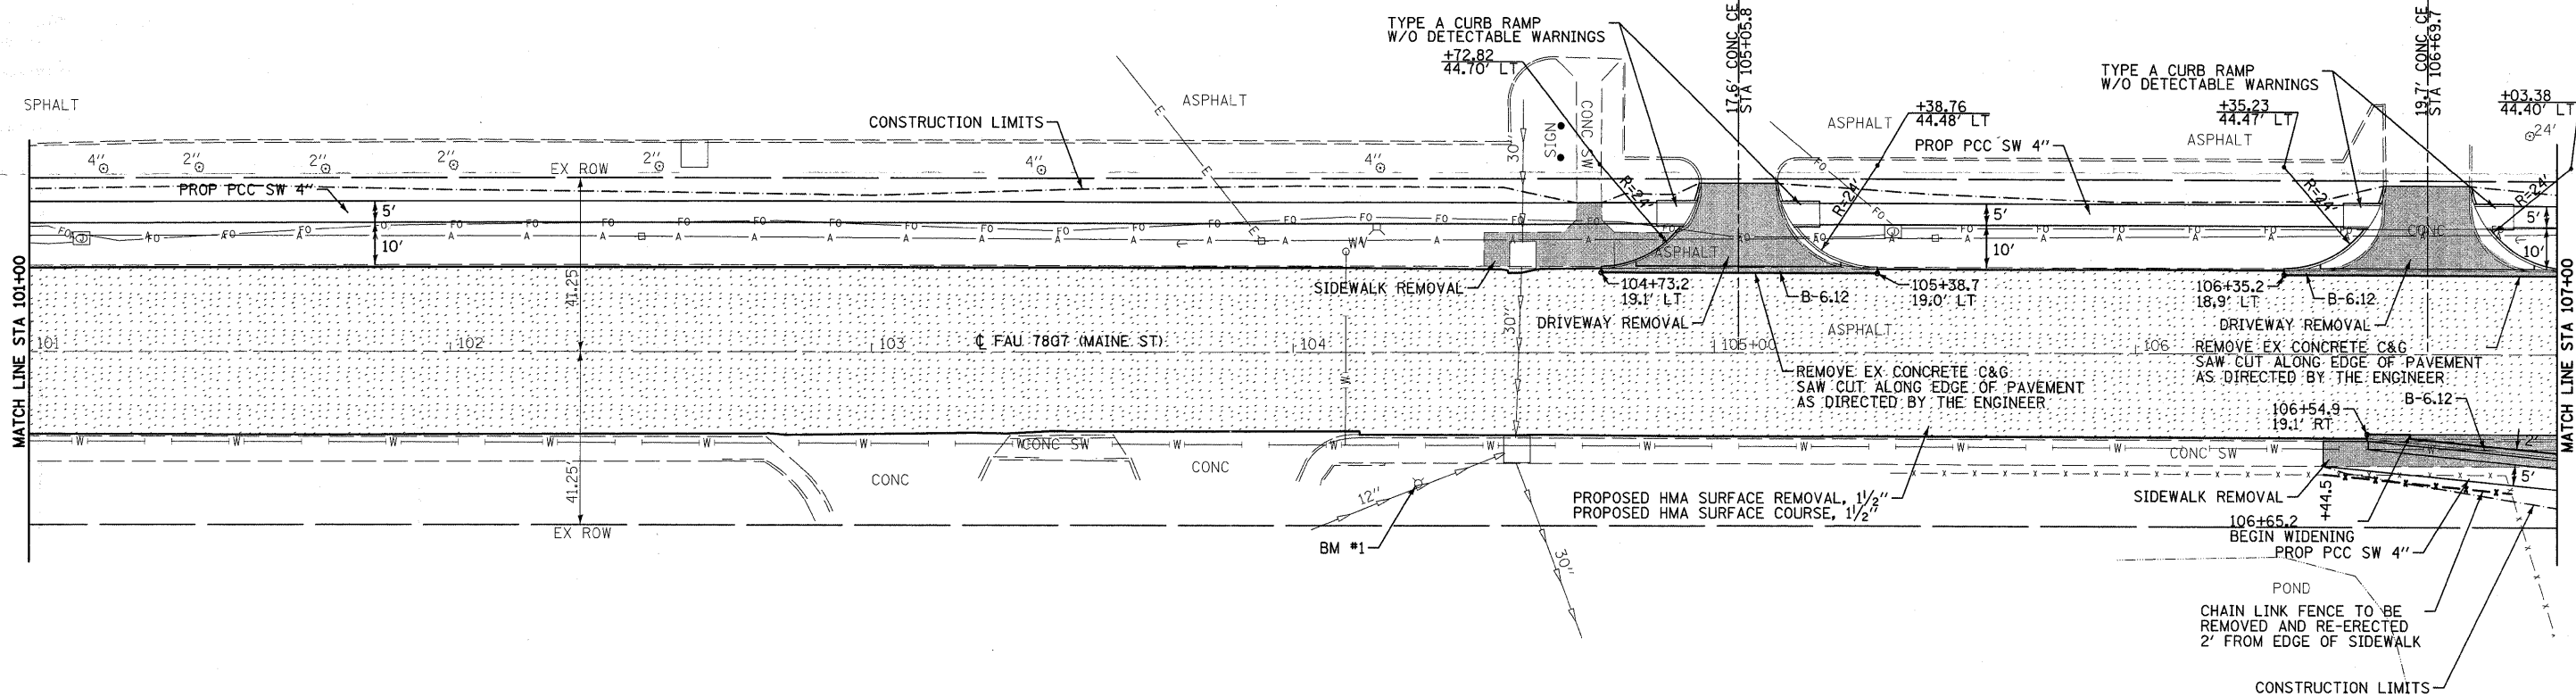 TYPE A CURB RAMP
W/O DETECTABLE WARNINGS
+72.82
44.70' LT
17.6' CONC CE
STA 105+05.8
19.7' CONC CE
STA 106+69.7
TYPE A CURB RAMP
W/O DETECTABLE WARNINGS
+38.76
44.48' LT
+35.23
44.47' LT
+03.38
44.40' LT
24'
SPHALT
ASPHALT
ASPHALT
ASPHALT
CONSTRUCTION LIMITS
PROP PCC SW 4"
SIGN
CONC SW
30"
4"
2"
2"
2"
2"
4"
4"
EX ROW
PROP PCC SW 4"
5'
10'
R=24'
R=24'
R=24'
R=24'
5'
10'
5'
10'
FO
A
E
W
ASPHALT
CONC
SIDEWALK REMOVAL
104+73.2
19.1' LT
B-6.12
105+38.7
19.0' LT
106+35.2
18.9' LT
B-6.12
DRIVEWAY REMOVAL
DRIVEWAY REMOVAL
ASPHALT
41.25'
30"
MATCH LINE STA 101+00
MATCH LINE STA 107+00
101
102
103
℄ FAU 7807 (MAINE ST)
104
105+00
106
REMOVE EX CONCRETE C&G
SAW CUT ALONG EDGE OF PAVEMENT
AS DIRECTED BY THE ENGINEER
REMOVE EX CONCRETE C&G
SAW CUT ALONG EDGE OF PAVEMENT
AS DIRECTED BY THE ENGINEER
B-6.12
106+54.9
19.1' RT
2'
CONC SW
CONC
CONC
CONC SW
41.25'
12"
5'
PROPOSED HMA SURFACE REMOVAL, 1½"
PROPOSED HMA SURFACE COURSE, 1½"
SIDEWALK REMOVAL
+44.5
106+65.2
BEGIN WIDENING
PROP PCC SW 4"
EX ROW
BM #1
30"
POND
CHAIN LINK FENCE TO BE
REMOVED AND RE-ERECTED
2' FROM EDGE OF SIDEWALK
CONSTRUCTION LIMITS